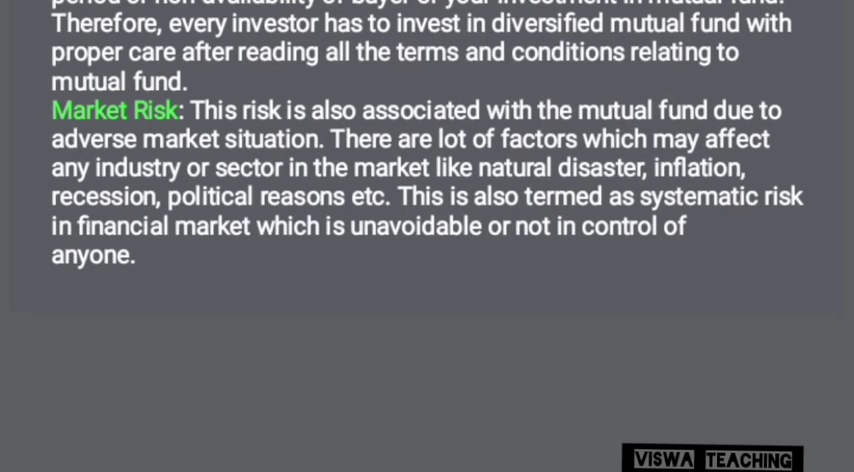 Therefore, every investor has to invest in diversified mutual fund with
proper care after reading all the terms and conditions relating to
mutual fund.
Market Risk: This risk is also associated with the mutual fund due to
adverse market situation. There are lot of factors which may affect
any industry or sector in the market like natural disaster, inflation,
recession, political reasons etc. This is also termed as systematic risk
in financial market which is unavoidable or not in control of
anyone.
VISWA TEACHING